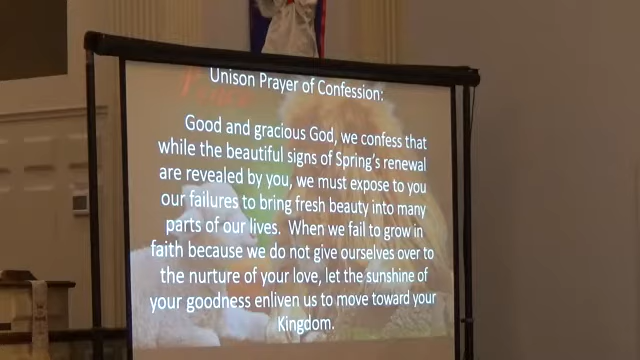 Peace
Unison Prayer of Confession:
Good and gracious God, we confess that
while the beautiful signs of Spring's renewal
are revealed by you, we must expose to you
our failures to bring fresh beauty into many
parts of our lives. When we fail to grow in
faith because we do not give ourselves over to
the nurture of your love, let the sunshine of
your goodness enliven us to move toward your
Kingdom.